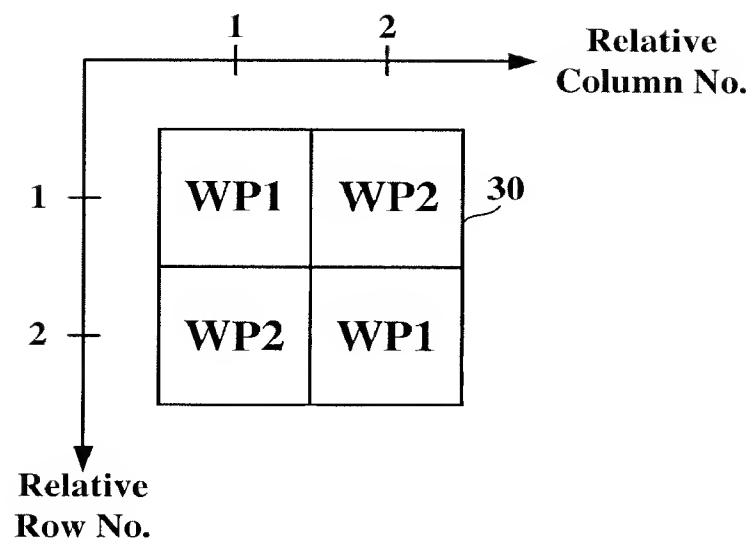 1 2
Relative
Column No.
1
WP1 WP2
30
2
WP2 WP1
Relative
Row No.